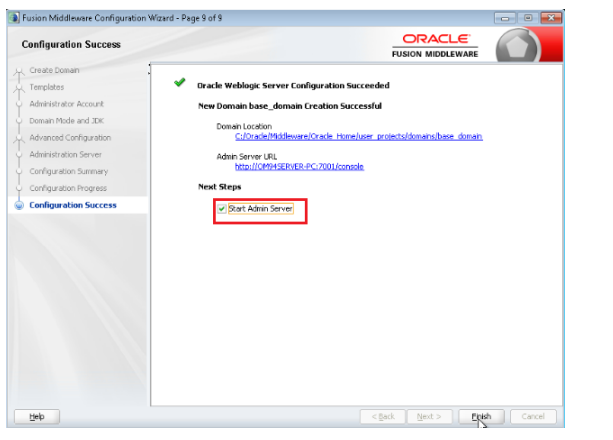 Fusion Middleware Configuration Wizard - Page 9 of 9
Configuration Success
ORACLE
FUSION MIDDLEWARE
Create Domain
Templates
Administrator Account
Domain Mode and JDK
Advanced Configuration
Administration Server
Configuration Summary
Configuration Progress
Configuration Success
Oracle Weblogic Server Configuration Succeeded
New Domain base_domain Creation Successful
Domain Location
C:/Oracle/Middleware/Oracle_Home/user_projects/domains/base_domain
Admin Server URL
http://OM94SERVER-PC:7001/console
Next Steps
Start Admin Server
Help
< Back
Next >
Finish
Cancel